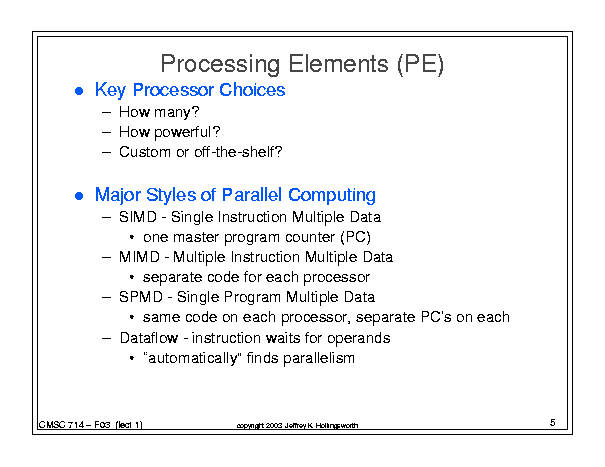 Processing Elements (PE)
● Key Processor Choices
– How many?
– How powerful?
– Custom or off-the-shelf?
● Major Styles of Parallel Computing
– SIMD - Single Instruction Multiple Data
• one master program counter (PC)
– MIMD - Multiple Instruction Multiple Data
• separate code for each processor
– SPMD - Single Program Multiple Data
• same code on each processor, separate PC's on each
– Dataflow - instruction waits for operands
• "automatically" finds parallelism
CMSC 714 – F03 (lect 1)
copyright 2003 Jeffrey K. Hollingsworth
5